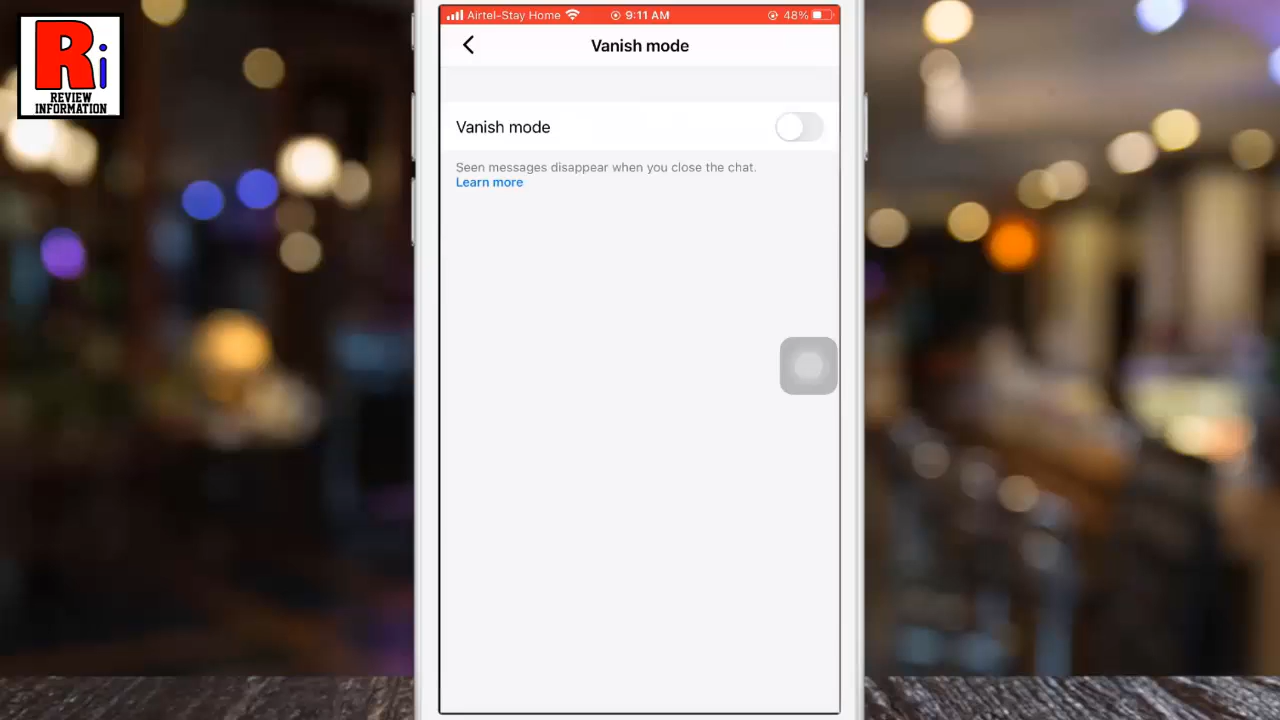 Ri
REVIEW
INFORMATION
Airtel-Stay Home
9:11 AM
48%
Vanish mode
Vanish mode
Seen messages disappear when you close the chat.
Learn more